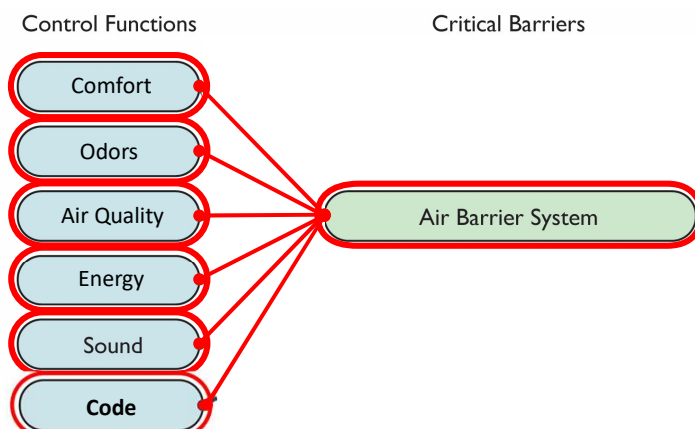 Control Functions
Critical Barriers
Comfort
Odors
Air Quality
Air Barrier System
Energy
Sound
Code